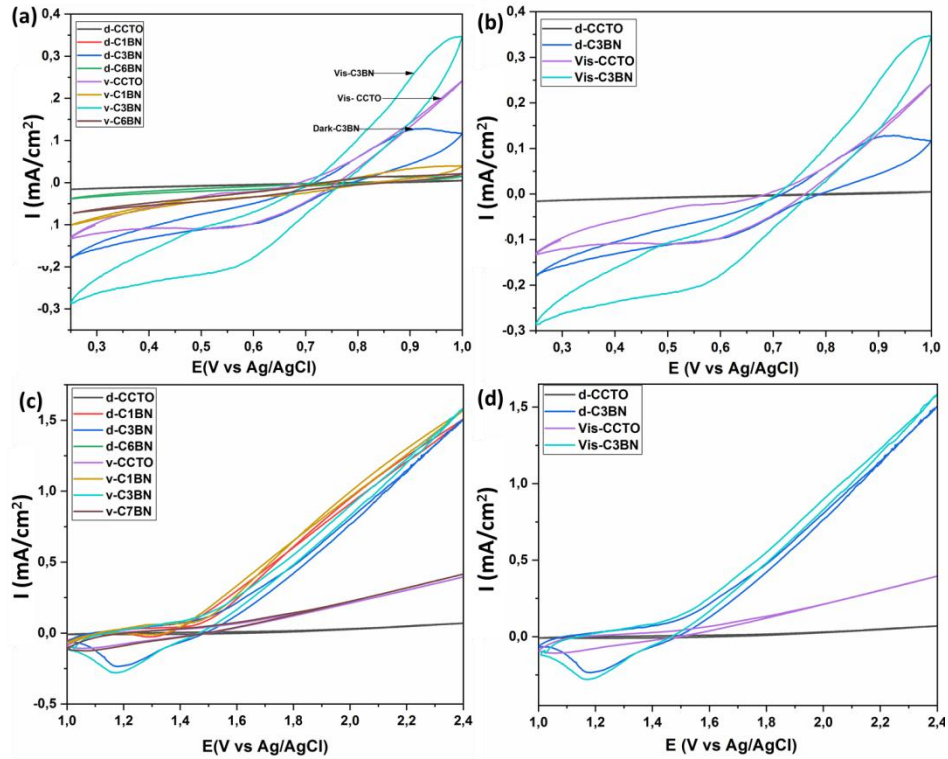 (a)
d-CCTO
d-C1BN
d-C3BN
d-C6BN
v-CCTO
v-C1BN
v-C3BN
v-C6BN
Vis-C3BN
Vis- CCTO
Dark-C3BN
0,4
0,3
0,2
0,1
,0
-0,1
-,2
-0,3
I (mA/cm²)
0,3 0,4 0,5 0,6 0,7 0,8 0,9 1,0
E(V vs Ag/AgCl)
(b)
d-CCTO
d-C3BN
Vis-CCTO
Vis-C3BN
0,4
0,3
0,2
0,1
0,0
-0,1
-0,2
-0,3
I (mA/cm²)
0,3 0,4 0,5 0,6 0,7 0,8 0,9 1,0
E (V vs Ag/AgCl)
(c)
d-CCTO
d-C1BN
d-C3BN
d-C6BN
v-CCTO
v-C1BN
v-C3BN
v-C7BN
1,5
1,0
0,5
0,0
-0,5
I (mA/cm²)
1,0 1,2 1,4 1,6 1,8 2,0 2,2 2,4
E(V vs Ag/AgCl)
(d)
d-CCTO
d-C3BN
Vis-CCTO
Vis-C3BN
1,5
1,0
0,5
0,0
I (mA/cm²)
1,0 1,2 1,4 1,6 1,8 2,0 2,2 2,4
E (V vs Ag/AgCl)